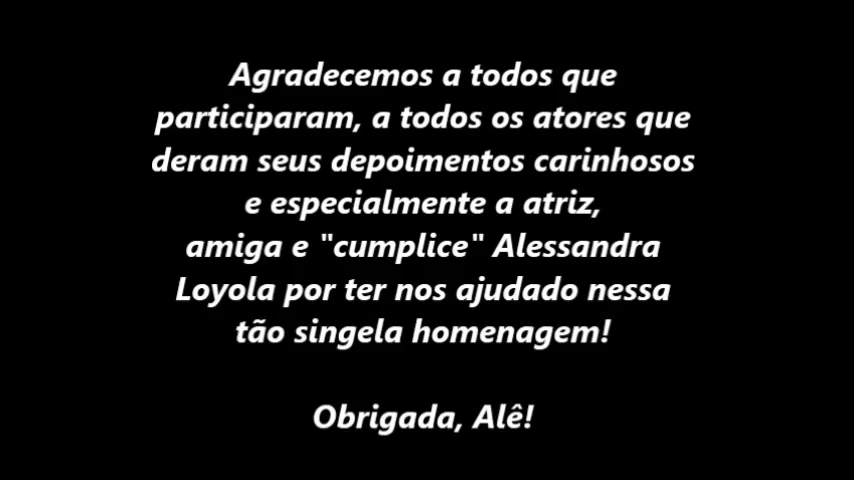 Agradecemos a todos que
participaram, a todos os atores que
deram seus depoimentos carinhosos
e especialmente a atriz,
amiga e "cumplice" Alessandra
Loyola por ter nos ajudado nessa
tão singela homenagem!
Obrigada, Alê!